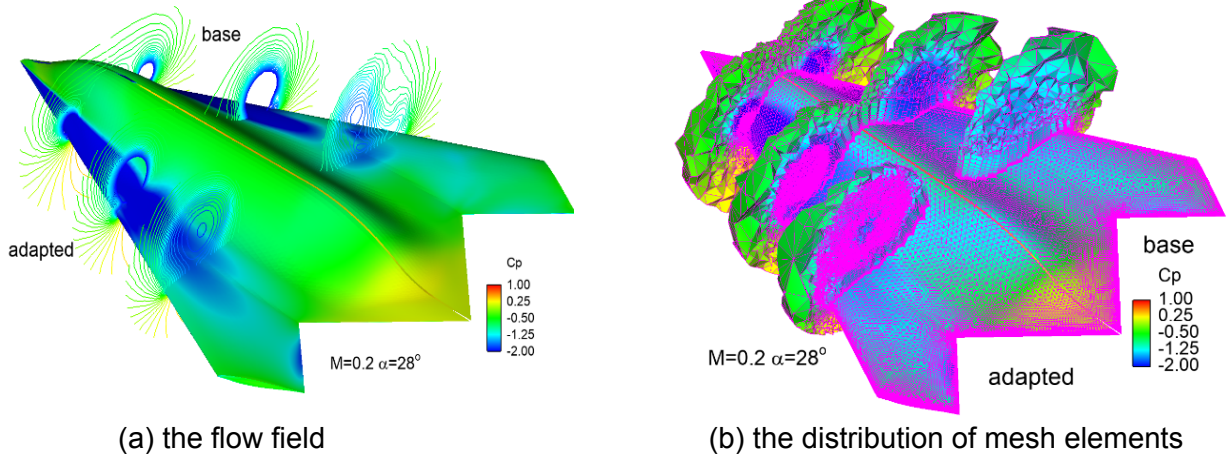 base
adapted
Cp
1.00
0.25
-0.50
-1.25
-2.00
M=0.2 α=28°
(a) the flow field
base
Cp
1.00
0.25
-0.50
-1.25
-2.00
M=0.2 α=28°
adapted
(b) the distribution of mesh elements